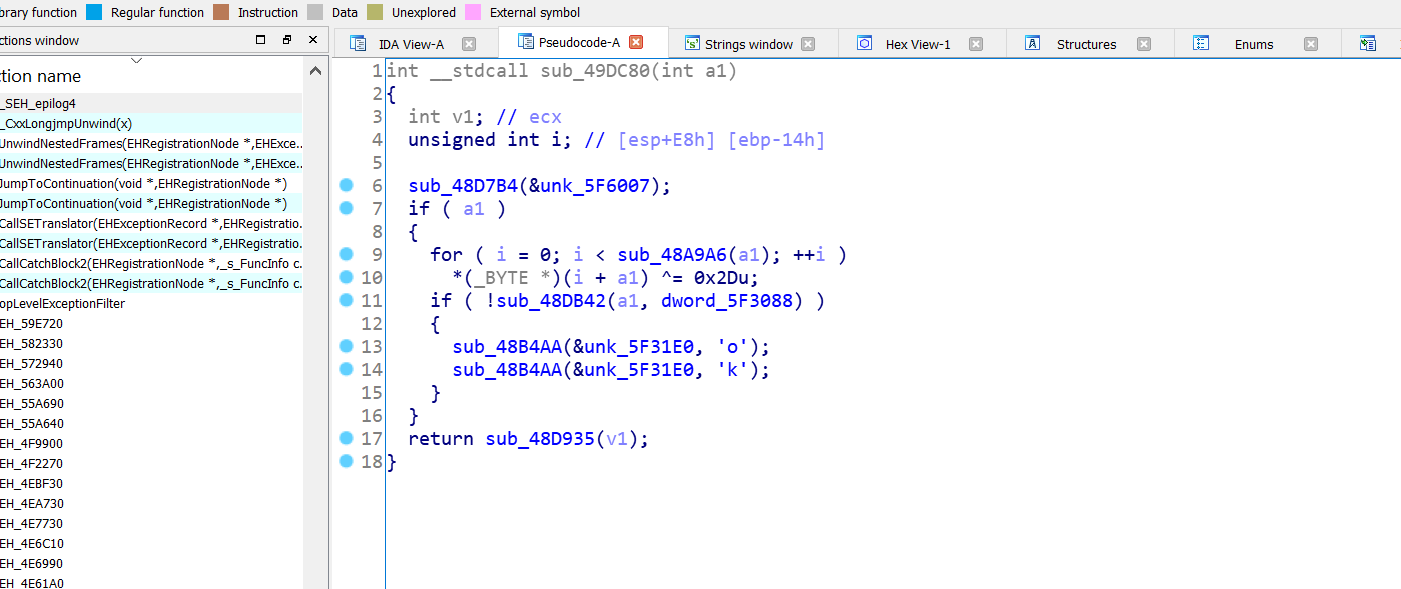 brary function Regular function Instruction Data Unexplored External symbol
ctions window
IDA View-A Pseudocode-A Strings window Hex View-1 Structures Enums
ction name
_SEH_epilog4
_CxxLongjmpUnwind(x)
UnwindNestedFrames(EHRegistrationNode *,EHExce..
UnwindNestedFrames(EHRegistrationNode *,EHExce..
JumpToContinuation(void *,EHRegistrationNode *)
JumpToContinuation(void *,EHRegistrationNode *)
CallSETranslator(EHExceptionRecord *,EHRegistratio..
CallSETranslator(EHExceptionRecord *,EHRegistratio..
CallCatchBlock2(EHRegistrationNode *,_s_FuncInfo c..
CallCatchBlock2(EHRegistrationNode *,_s_FuncInfo c..
opLevelExceptionFilter
EH_59E720
EH_582330
EH_572940
EH_563A00
EH_55A690
EH_55A640
EH_4F9900
EH_4F2270
EH_4EBF30
EH_4EA730
EH_4E7730
EH_4E6C10
EH_4E6990
EH_4E61A0
1 int __stdcall sub_49DC80(int a1)
2 {
3 int v1; // ecx
4 unsigned int i; // [esp+E8h] [ebp-14h]
5
6 sub_48D7B4(&unk_5F6007);
7 if ( a1 )
8 {
9 for ( i = 0; i < sub_48A9A6(a1); ++i )
10 *(_BYTE *)(i + a1) ^= 0x2Du;
11 if ( !sub_48DB42(a1, dword_5F3088) )
12 {
13 sub_48B4AA(&unk_5F31E0, 'o');
14 sub_48B4AA(&unk_5F31E0, 'k');
15 }
16 }
17 return sub_48D935(v1);
18 }